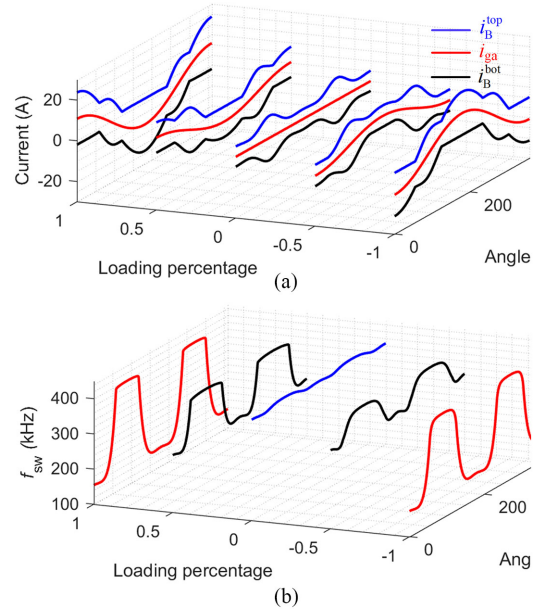 i_B^top
i_ga
i_B^bot
Current (A)
20
0
-20
1
0.5
0
-0.5
-1
0
200
Loading percentage
Angle
(a)
f_sw (kHz)
400
300
200
100
1
0.5
0
-0.5
-1
0
200
Loading percentage
Ang
(b)